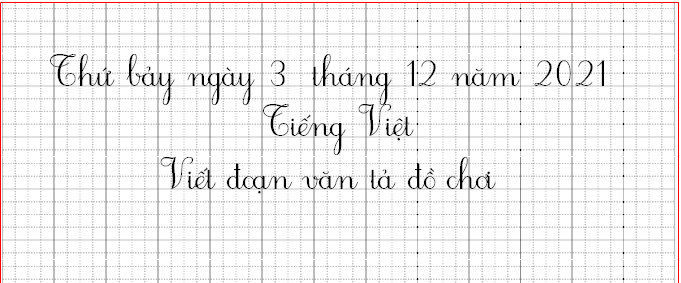 Thứ bảy ngày 3 tháng 12 năm 2021
Tiếng Việt
Viết đoạn văn tả đồ chơi